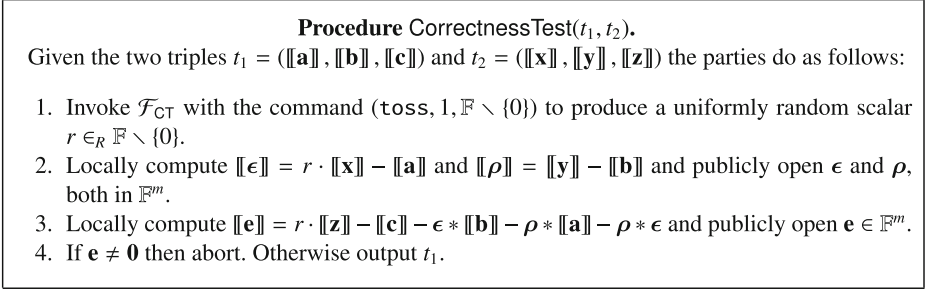 Procedure CorrectnessTest(t₁, t₂).
Given the two triples t₁ = (⟦a⟧ , ⟦b⟧ , ⟦c⟧) and t₂ = (⟦x⟧ , ⟦y⟧ , ⟦z⟧) the parties do as follows:
1. Invoke ℱ_CT with the command (toss, 1, 𝔽 ∖ {0}) to produce a uniformly random scalar
r ∈_R 𝔽 ∖ {0}.
2. Locally compute ⟦ϵ⟧ = r · ⟦x⟧ − ⟦a⟧ and ⟦ρ⟧ = ⟦y⟧ − ⟦b⟧ and publicly open ϵ and ρ,
both in 𝔽ᵐ.
3. Locally compute ⟦e⟧ = r · ⟦z⟧ − ⟦c⟧ − ϵ ∗ ⟦b⟧ − ρ ∗ ⟦a⟧ − ρ ∗ ϵ and publicly open e ∈ 𝔽ᵐ.
4. If e ≠ 0 then abort. Otherwise output t₁.